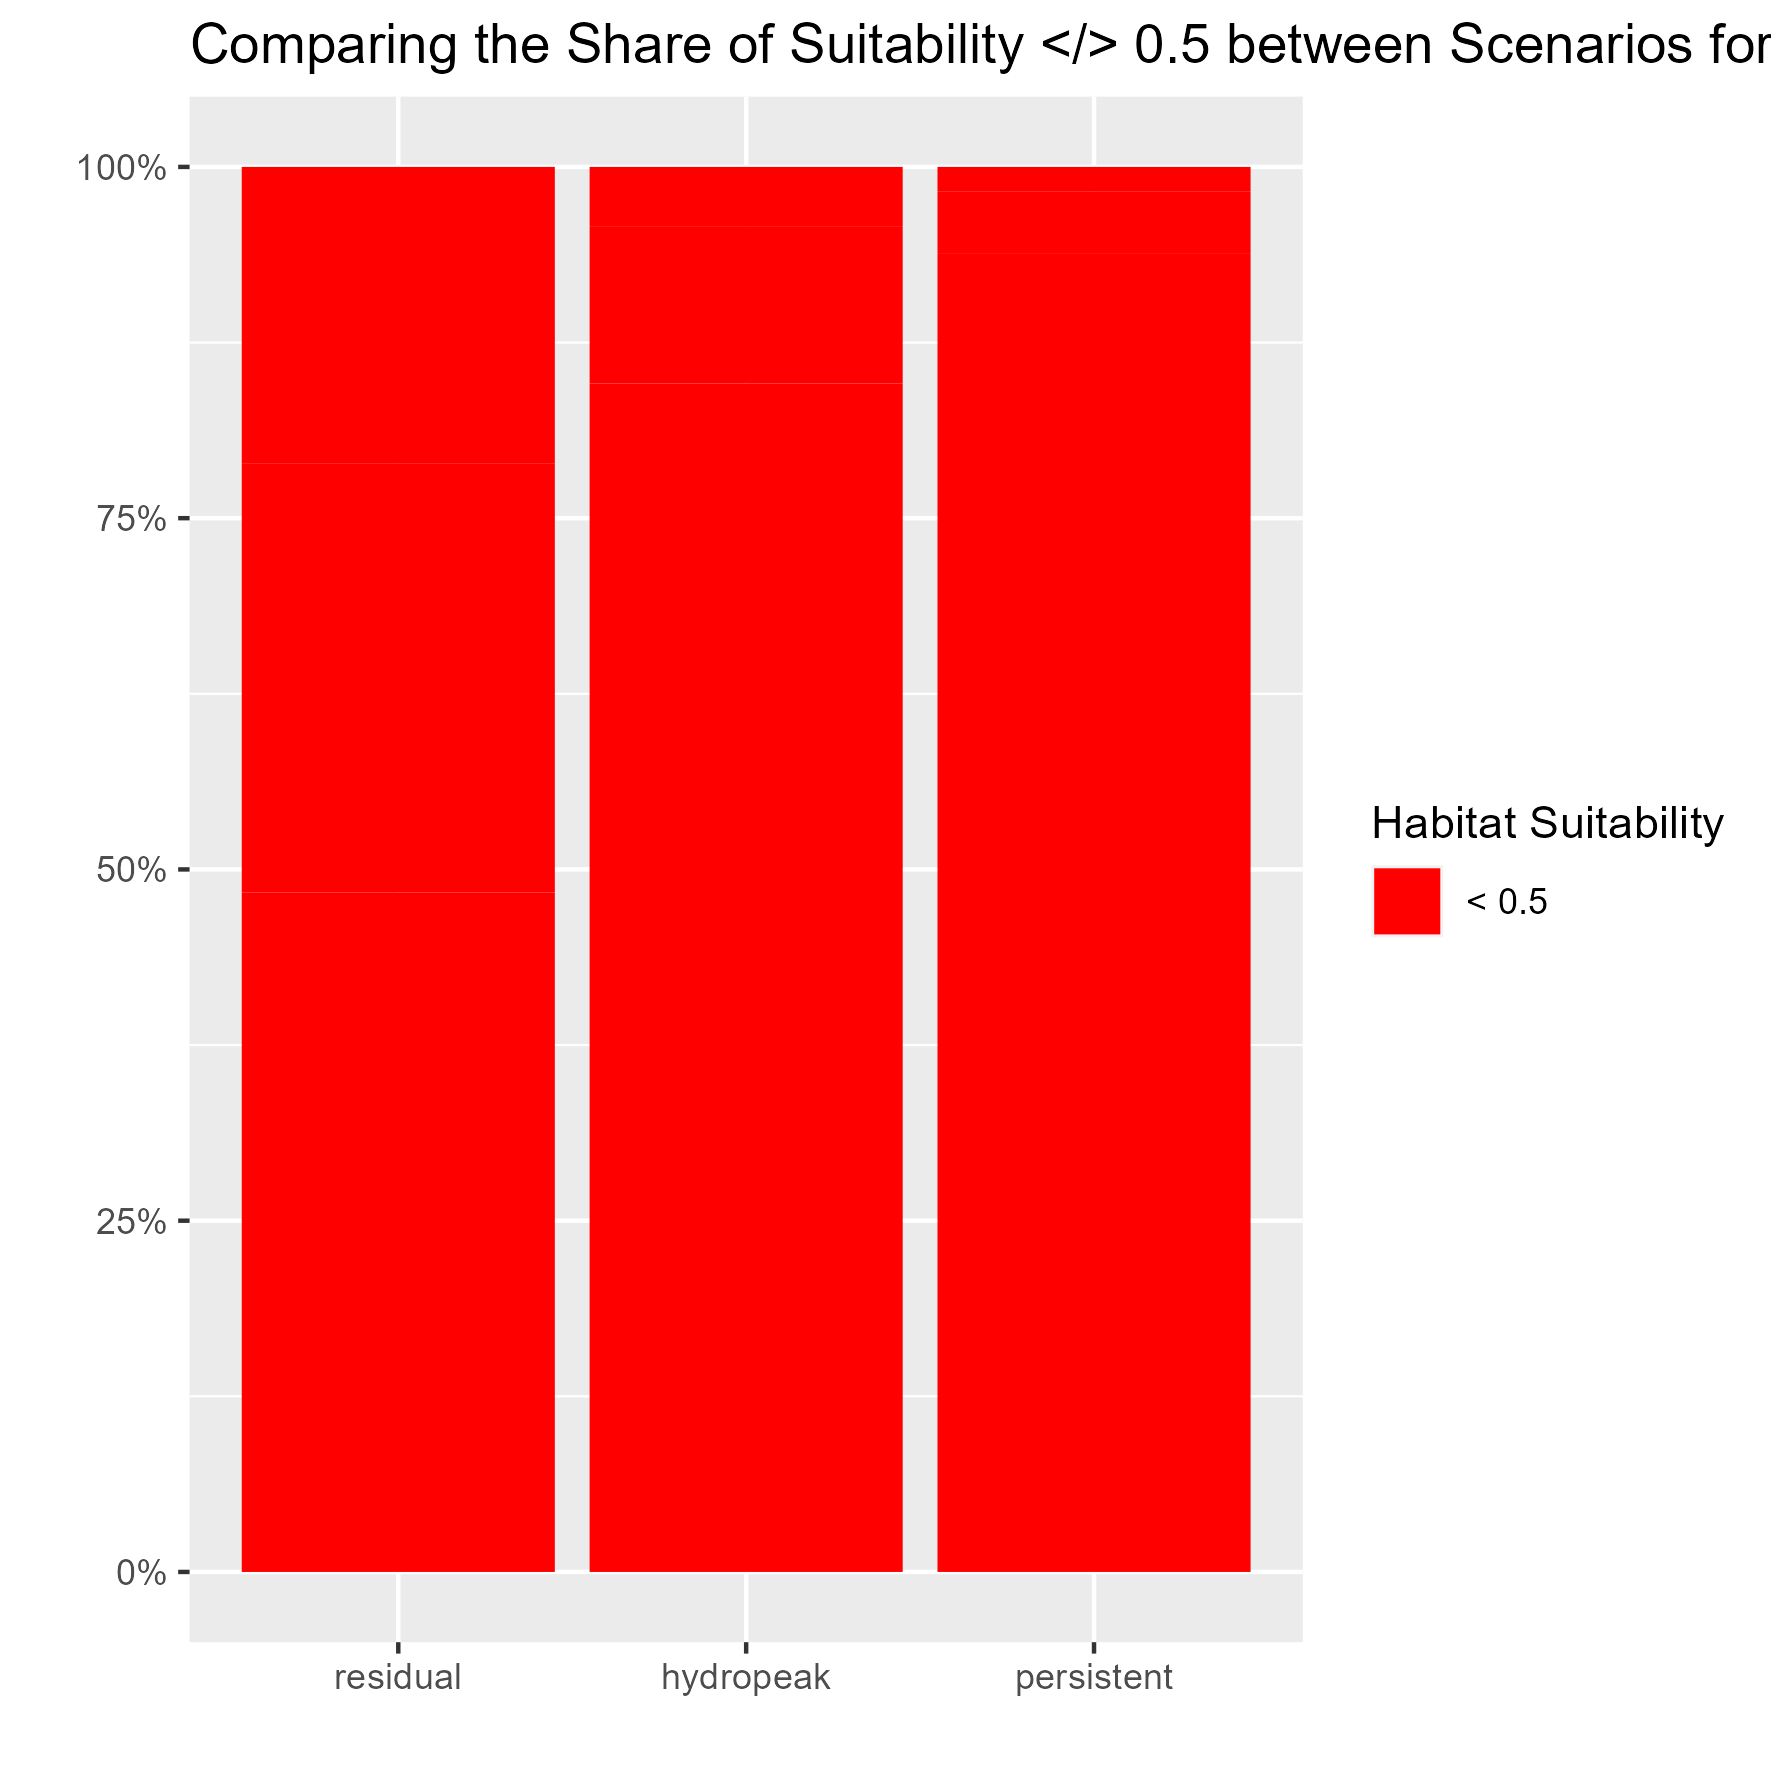 Comparing the Share of Suitability </> 0.5 between Scenarios for
100%
75%
50%
25%
0%
residual
hydropeak
persistent
Habitat Suitability
< 0.5